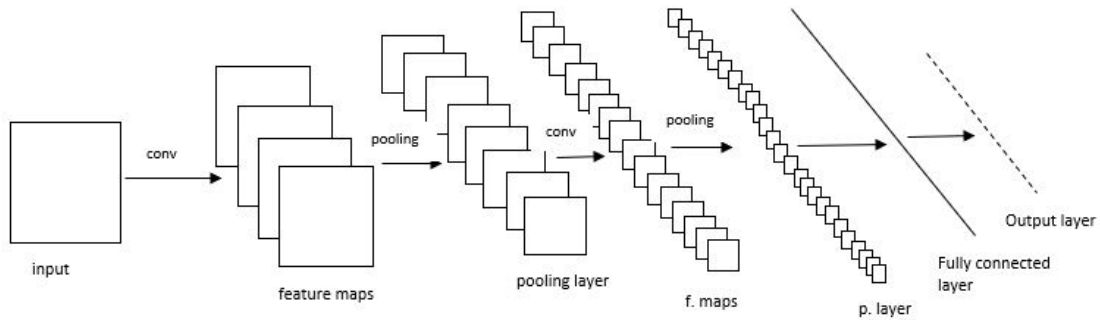 conv
pooling
conv
pooling
input
feature maps
pooling layer
f. maps
p. layer
Fully connected
layer
Output layer